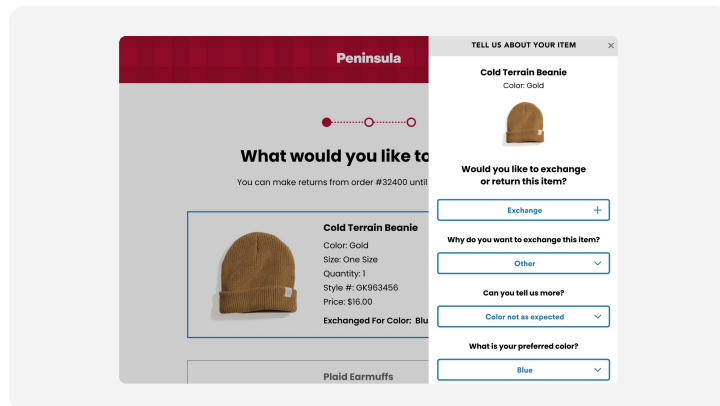 Peninsula
What would you like to
You can make returns from order #32400 until
Cold Terrain Beanie
Color: Gold
Size: One Size
Quantity: 1
Style #: GK963456
Price: $16.00
Exchanged For Color: Blu
Plaid Earmuffs
TELL US ABOUT YOUR ITEM
Cold Terrain Beanie
Color: Gold
Would you like to exchange
or return this item?
Exchange
Why do you want to exchange this item?
Other
Can you tell us more?
Color not as expected
What is your preferred color?
Blue